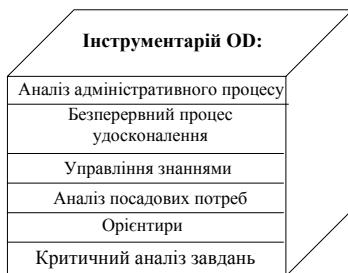 Інструментарій OD:
Аналіз адміністративного процесу
Безперервний процес
удосконалення
Управління знаннями
Аналіз посадових потреб
Орієнтири
Критичний аналіз завдань